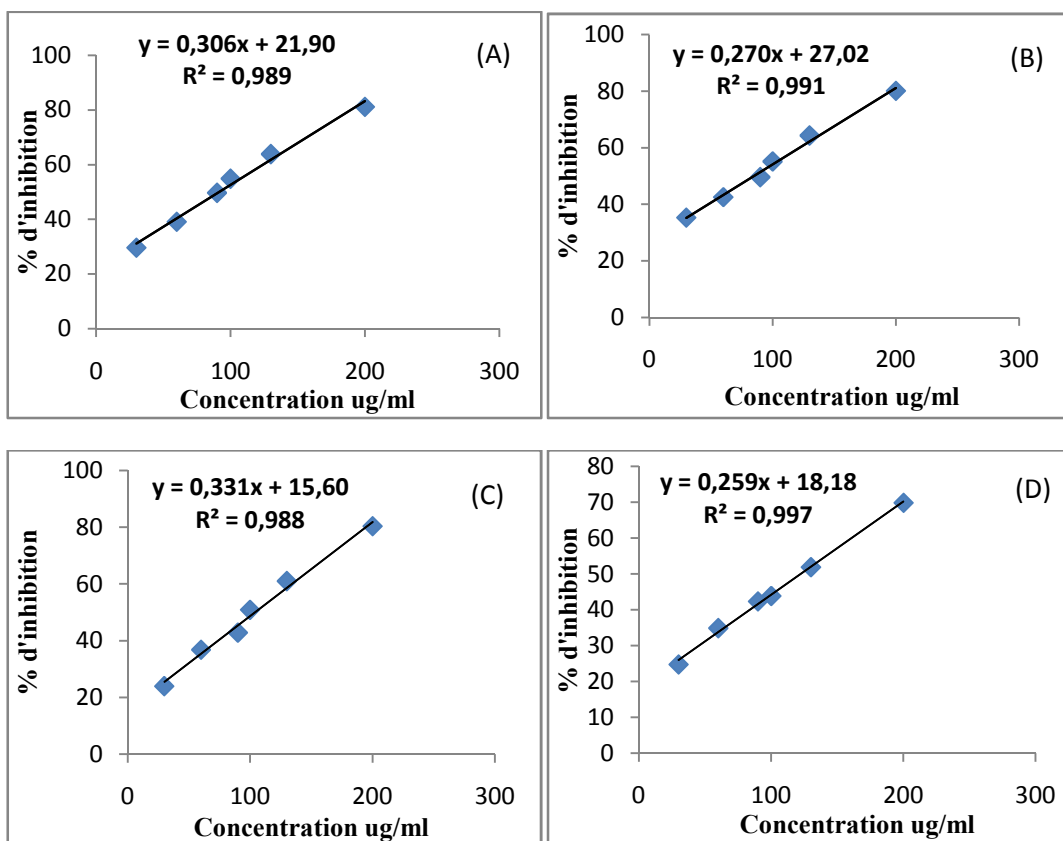 y = 0,306x + 21,90
R² = 0,989
(A)
100
80
60
40
20
0
% d'inhibition
0 100 200 300
Concentration ug/ml
y = 0,270x + 27,02
R² = 0,991
(B)
100
80
60
40
20
0
% d'inhibition
0 100 200 300
Concentration ug/ml
y = 0,331x + 15,60
R² = 0,988
(C)
100
80
60
40
20
0
% d'inhibition
0 100 200 300
Concentration ug/ml
y = 0,259x + 18,18
R² = 0,997
(D)
80
70
60
50
40
30
20
10
0
% d'inhibition
0 100 200 300
Concentration ug/ml